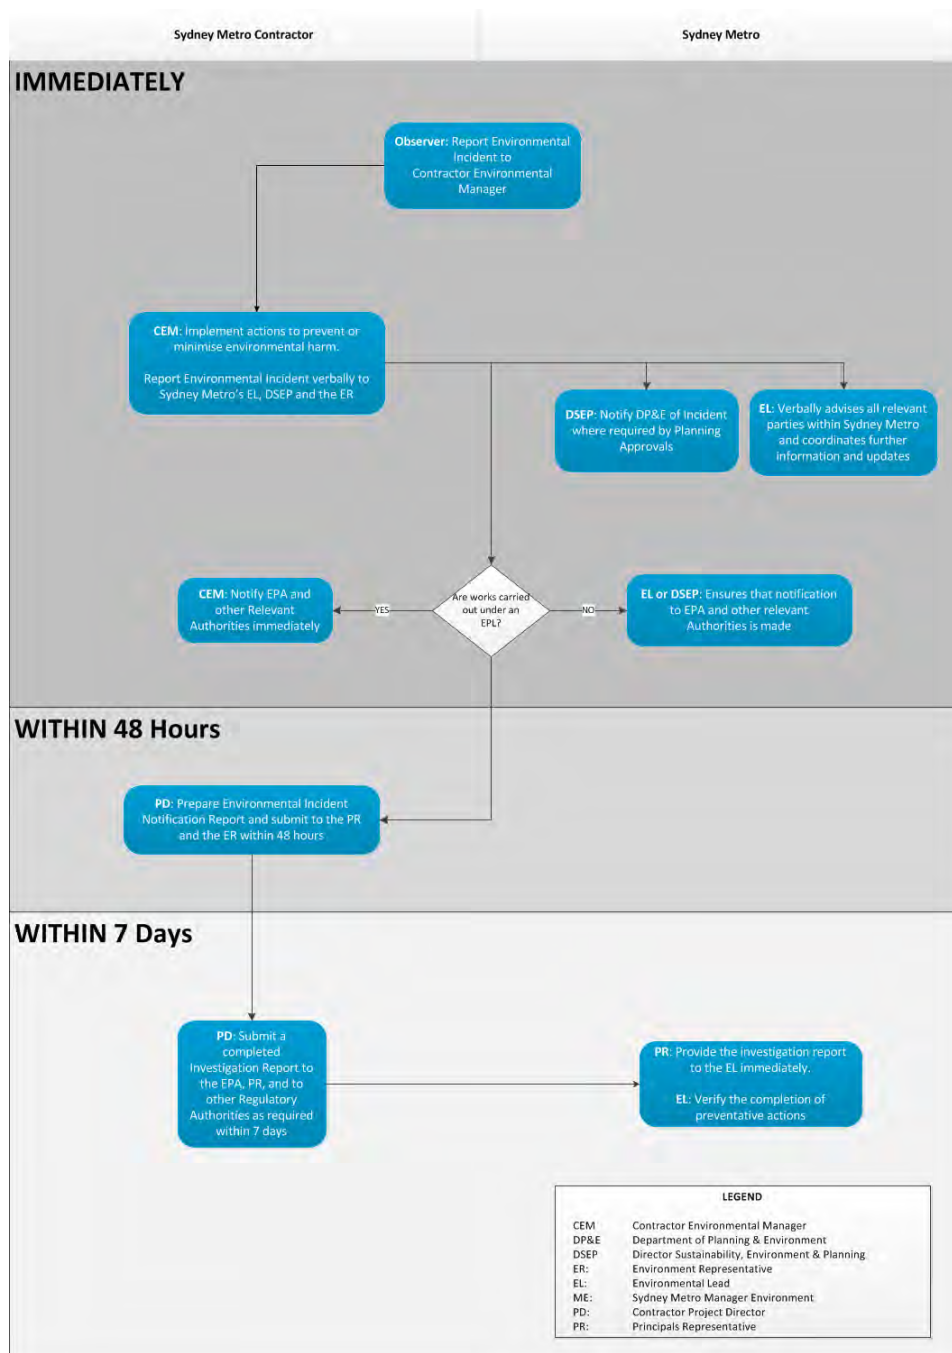 Sydney Metro Contractor
Sydney Metro
IMMEDIATELY
Observer: Report Environmental
Incident to
Contractor Environmental
Manager
CEM: Implement actions to prevent or
minimise environmental harm.
Report Environmental Incident verbally to
Sydney Metro's EL, DSEP and the ER
DSEP: Notify DP&E of Incident
where required by Planning
Approvals
EL: Verbally advises all relevant
parties within Sydney Metro
and coordinates further
information and updates
CEM: Notify EPA and
other Relevant
Authorities immediately
YES
Are works carried
out under an
EPL?
NO
EL or DSEP: Ensures that notification
to EPA and other relevant
Authorities is made
WITHIN 48 Hours
PD: Prepare Environmental Incident
Notification Report and submit to the PR
and the ER within 48 hours
WITHIN 7 Days
PD: Submit a
completed
Investigation Report to
the EPA, PR, and to
other Regulatory
Authorities as required
within 7 days
PR: Provide the investigation report
to the EL immediately.
EL: Verify the completion of
preventative actions
LEGEND
CEM Contractor Environmental Manager
DP&E Department of Planning & Environment
DSEP Director Sustainability, Environment & Planning
ER: Environment Representative
EL: Environmental Lead
ME: Sydney Metro Manager Environment
PD: Contractor Project Director
PR: Principals Representative